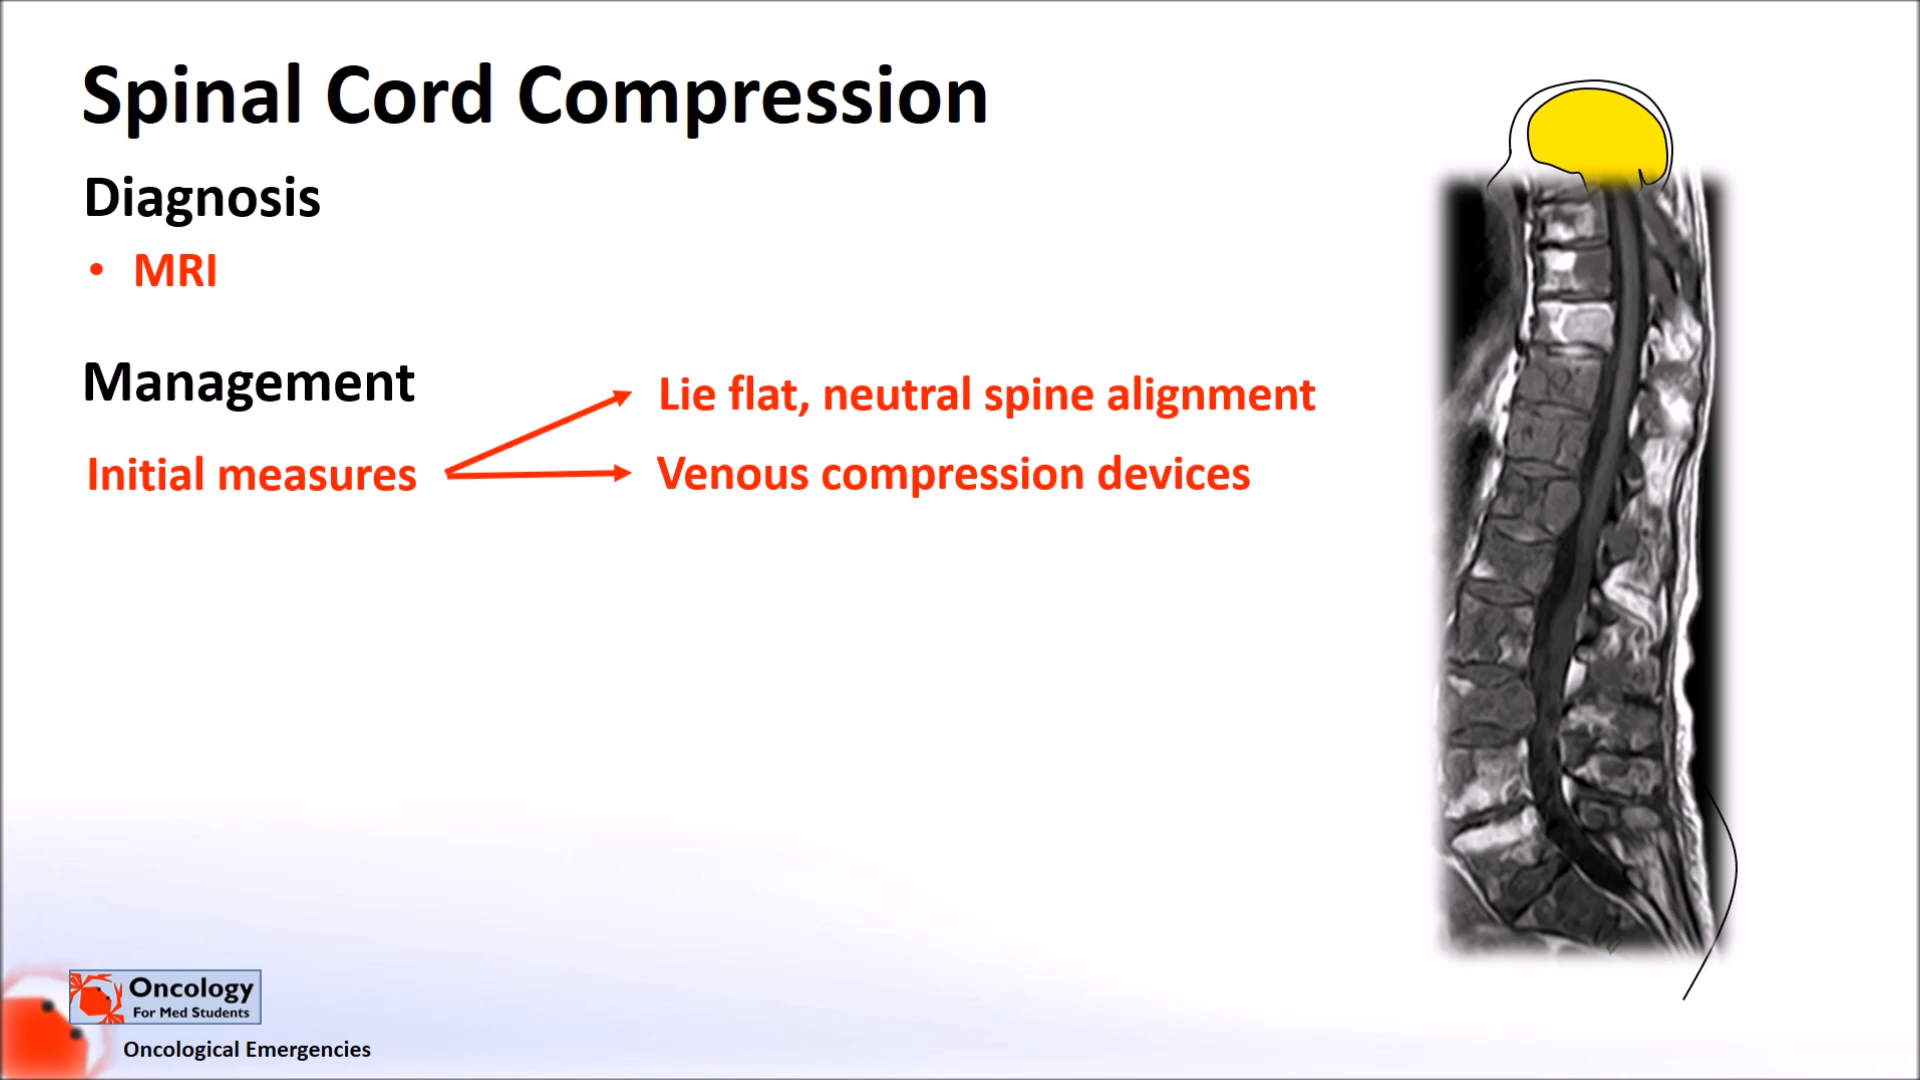 Spinal Cord Compression
Diagnosis
• MRI
Management
Lie flat, neutral spine alignment
Initial measures
Venous compression devices
Oncology
For Med Students
Oncological Emergencies